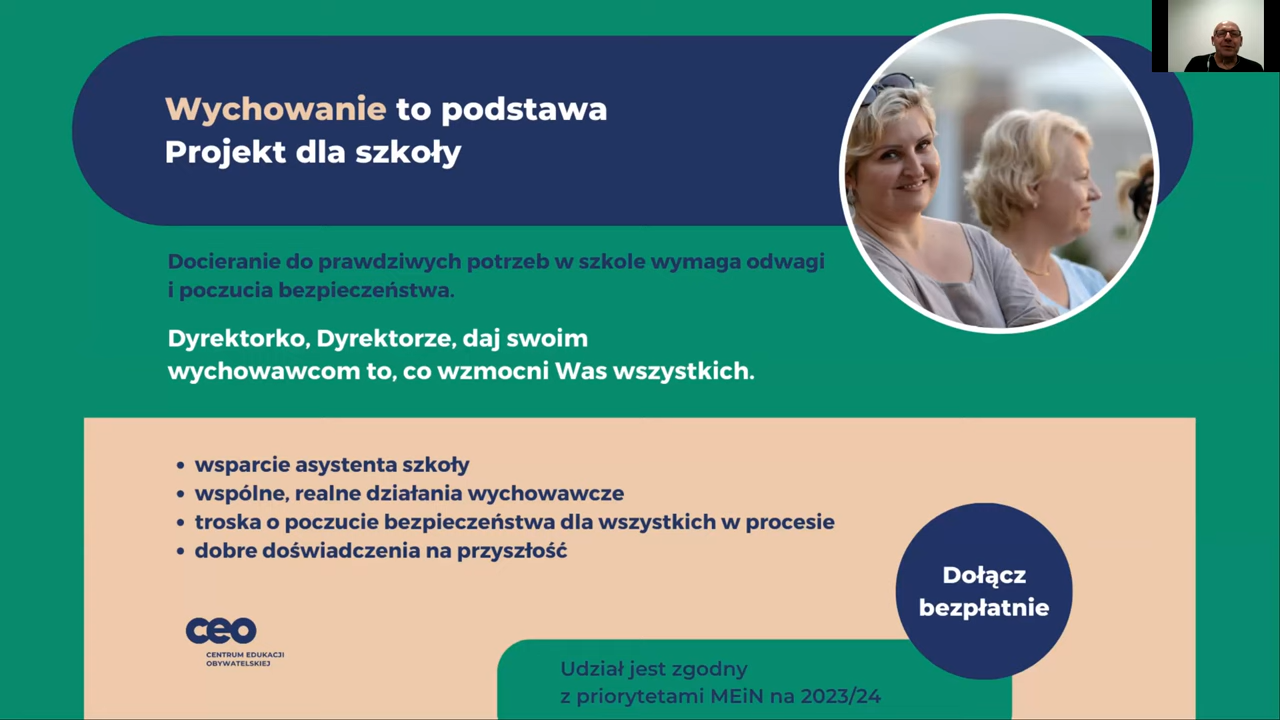 Wychowanie to podstawa
Projekt dla szkoły
Docieranie do prawdziwych potrzeb w szkole wymaga odwagi
i poczucia bezpieczeństwa.
Dyrektorko, Dyrektorze, daj swoim
wychowawcom to, co wzmocni Was wszystkich.
• wsparcie asystenta szkoły
• wspólne, realne działania wychowawcze
• troska o poczucie bezpieczeństwa dla wszystkich w procesie
• dobre doświadczenia na przyszłość
Dołącz
bezpłatnie
ceo
CENTRUM EDUKACJI
OBYWATELSKIEJ
Udział jest zgodny
z priorytetami MEiN na 2023/24